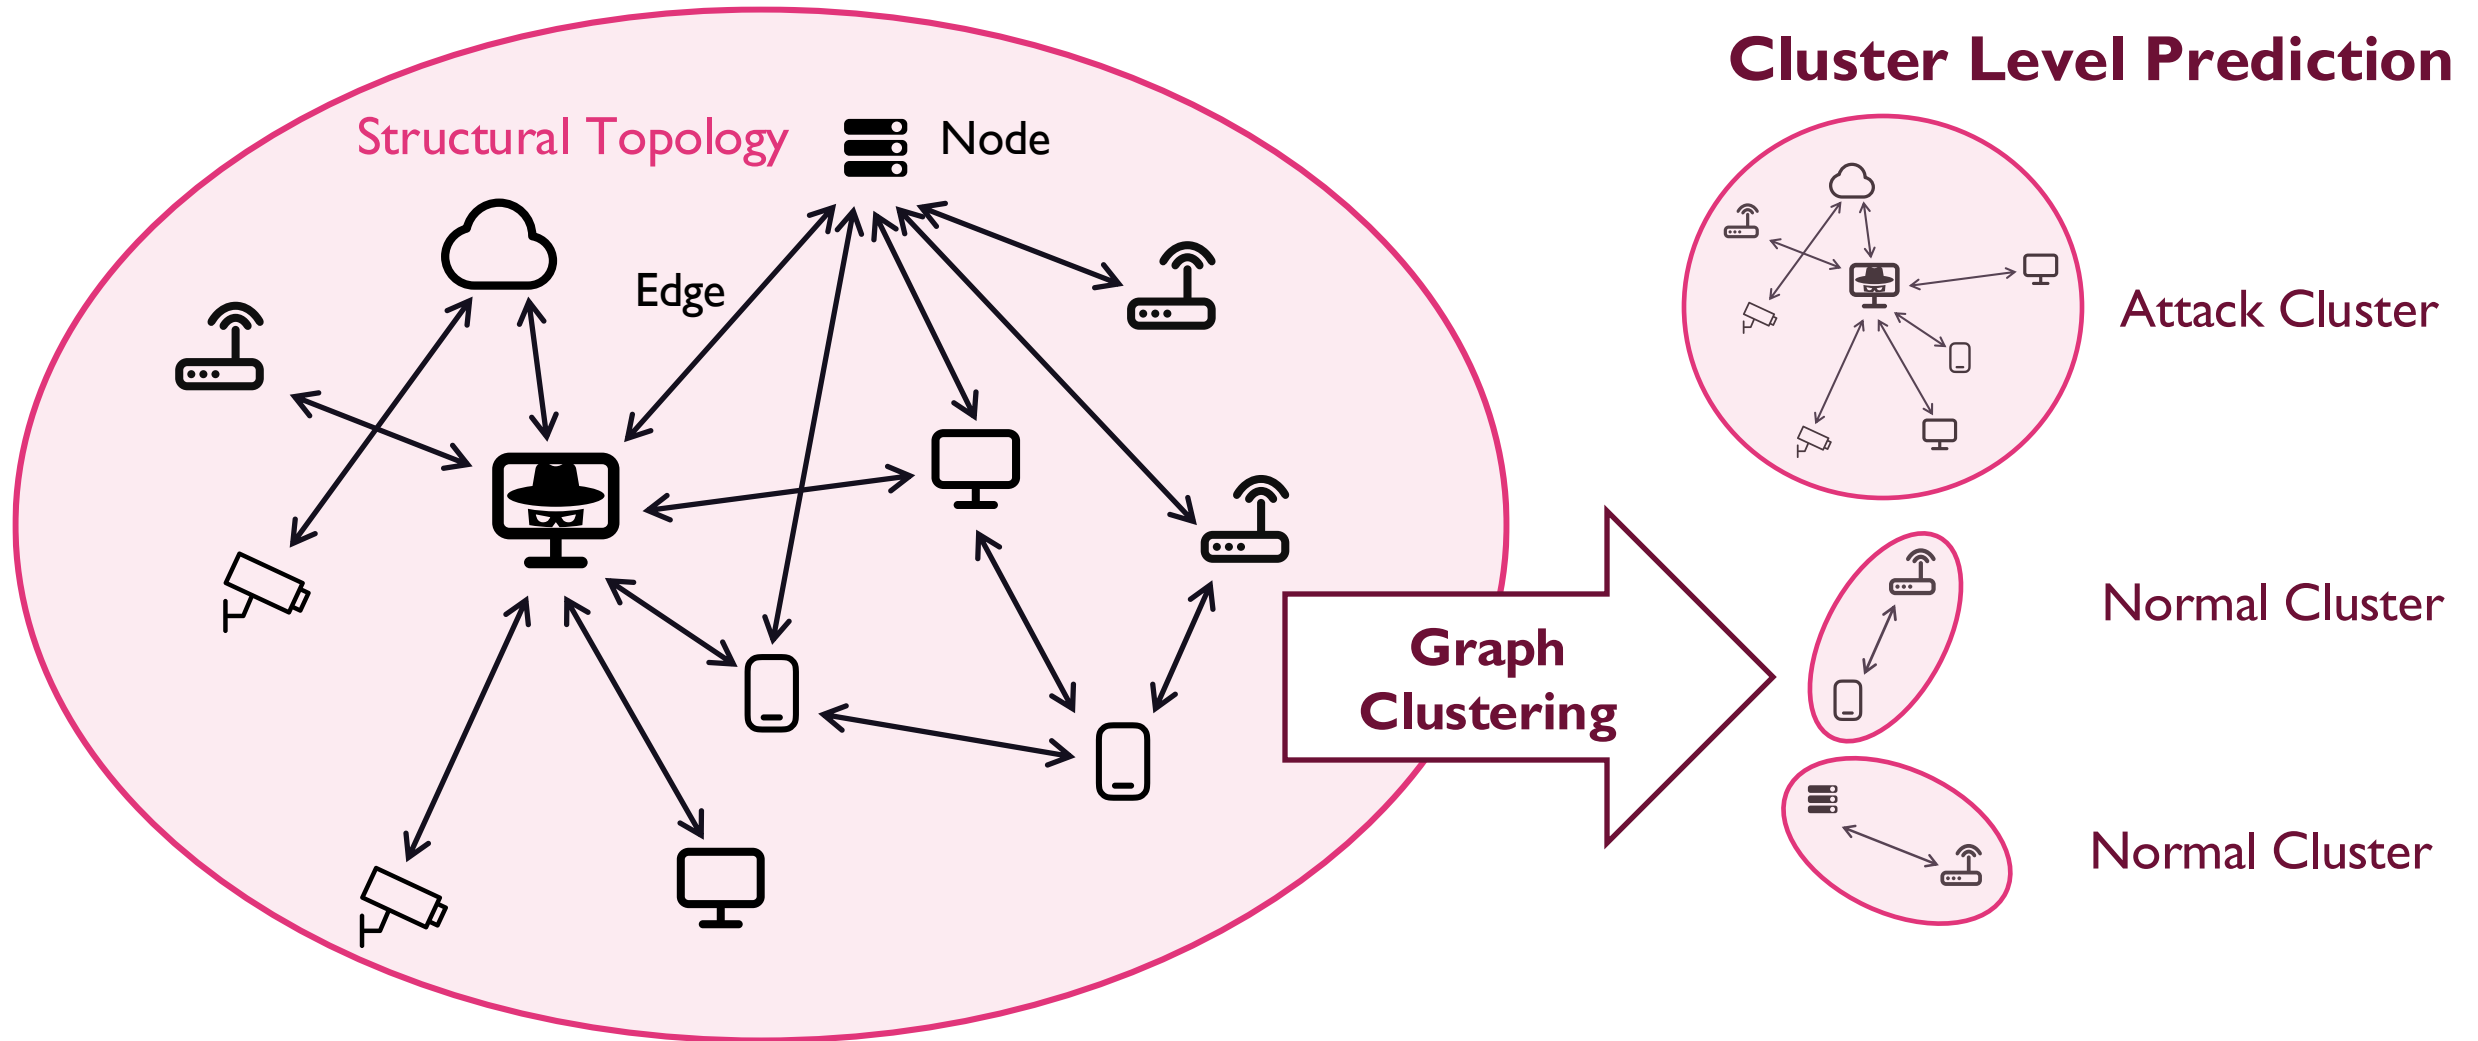 Structural Topology
Node
Edge
Graph
Clustering
Cluster Level Prediction
Attack Cluster
Normal Cluster
Normal Cluster